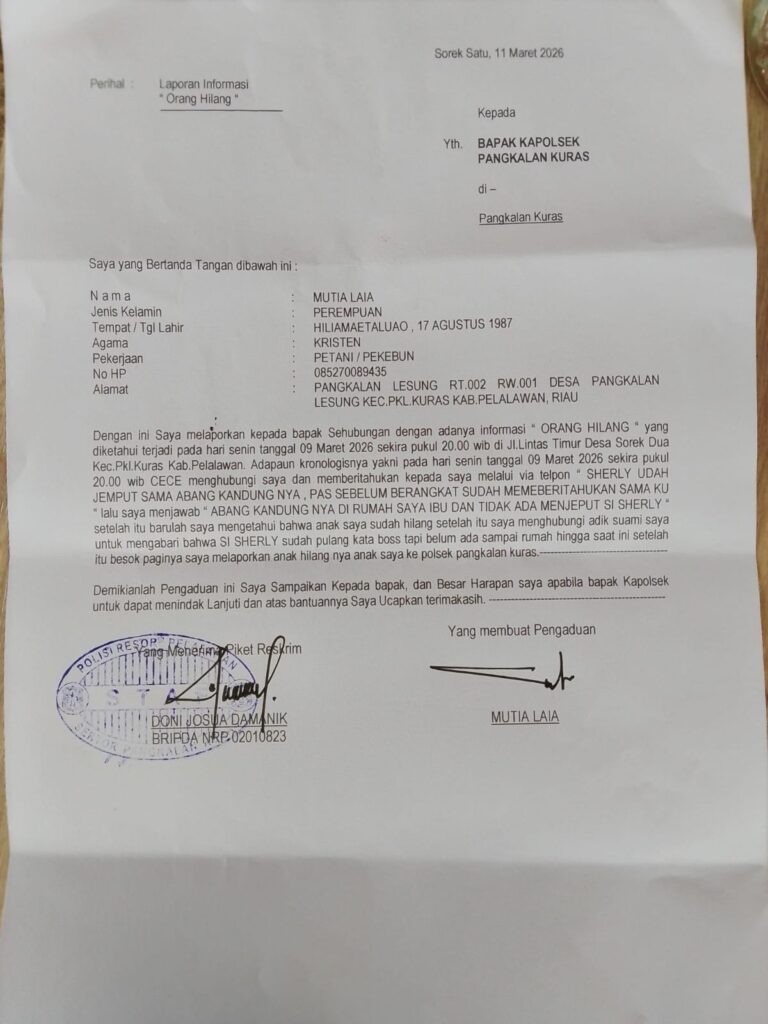 Sorek Satu, 11 Maret 2026
Perihal : Laporan Informasi
" Orang Hilang "
Kepada
Yth. BAPAK KAPOLSEK
PANGKALAN KURAS
di –
Pangkalan Kuras
Saya yang Bertanda Tangan dibawah ini :
N a m a : MUTIA LAIA
Jenis Kelamin : PEREMPUAN
Tempat / Tgl Lahir : HILIAMAETALUAO , 17 AGUSTUS 1987
Agama : KRISTEN
Pekerjaan : PETANI / PEKEBUN
No HP : 085270089435
Alamat : PANGKALAN LESUNG RT.002 RW.001 DESA PANGKALAN
LESUNG KEC.PKL.KURAS KAB.PELALAWAN, RIAU
Dengan ini Saya melaporkan kepada bapak Sehubungan dengan adanya informasi " ORANG HILANG " yang
diketahui terjadi pada hari senin tanggal 09 Maret 2026 sekira pukul 20.00 wib di Jl.Lintas Timur Desa Sorek Dua
Kec.Pkl.Kuras Kab.Pelalawan. Adapaun kronologisnya yakni pada hari senin tanggal 09 Maret 2026 sekira pukul
20.00 wib CECE menghubungi saya dan memberitahukan kepada saya melalui via telpon " SHERLY UDAH
JEMPUT SAMA ABANG KANDUNG NYA , PAS SEBELUM BERANGKAT SUDAH MEMEBERITAHUKAN SAMA KU
" lalu saya menjawab " ABANG KANDUNG NYA DI RUMAH SAYA IBU DAN TIDAK ADA MENJEPUT SI SHERLY "
setelah itu barulah saya mengetahui bahwa anak saya sudah hilang setelah itu saya menghubungi adik suami saya
untuk mengabari bahwa SI SHERLY sudah pulang kata boss tapi belum ada sampai rumah hingga saat ini setelah
itu besok paginya saya melaporkan anak hilang nya anak saya ke polsek pangkalan kuras.-----------------------------
Demikianlah Pengaduan ini Saya Sampaikan Kepada bapak, dan Besar Harapan saya apabila bapak Kapolsek
untuk dapat menindak Lanjuti dan atas bantuannya Saya Ucapkan terimakasih. ----------------------------------------
Yang membuat Pengaduan
Yang Menerima Piket Reskrim
POLISI RESOR PELALAWAN
STA
SEKTOR PANGKALAN
DONI JOSUA DAMANIK
BRIPDA NRP 02010823
MUTIA LAIA